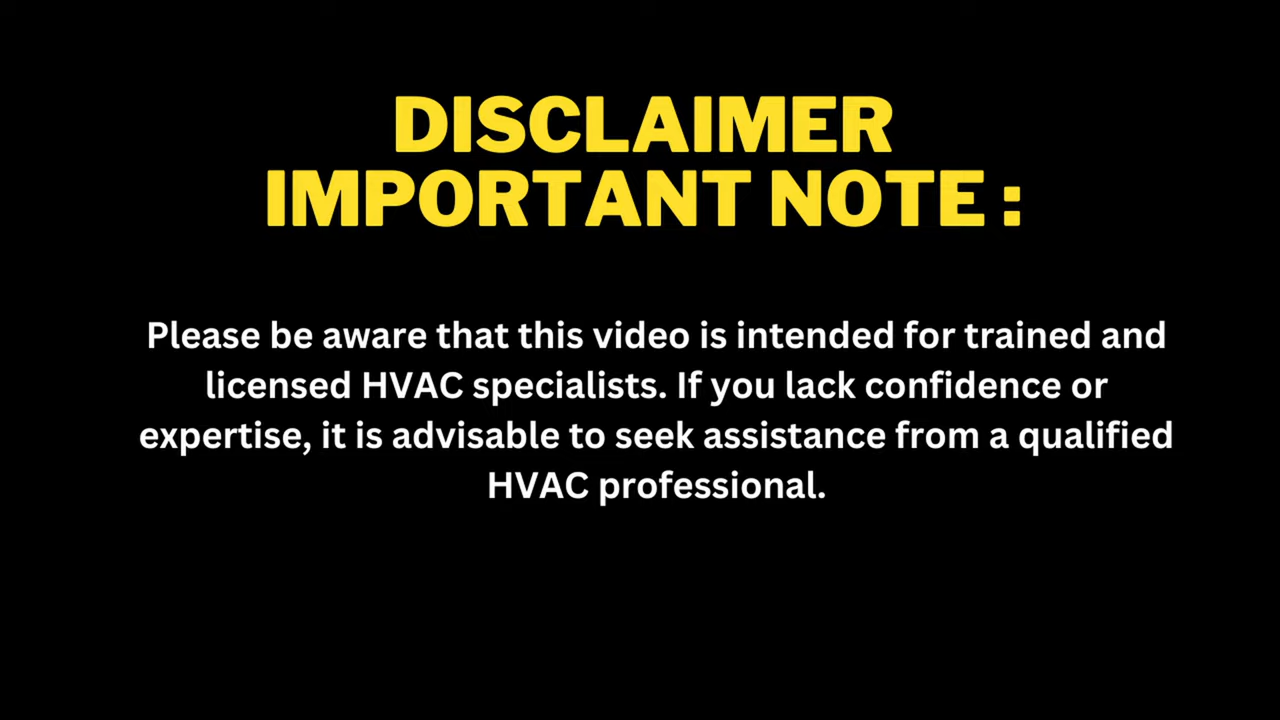 DISCLAIMER
IMPORTANT NOTE :
Please be aware that this video is intended for trained and
licensed HVAC specialists. If you lack confidence or
expertise, it is advisable to seek assistance from a qualified
HVAC professional.